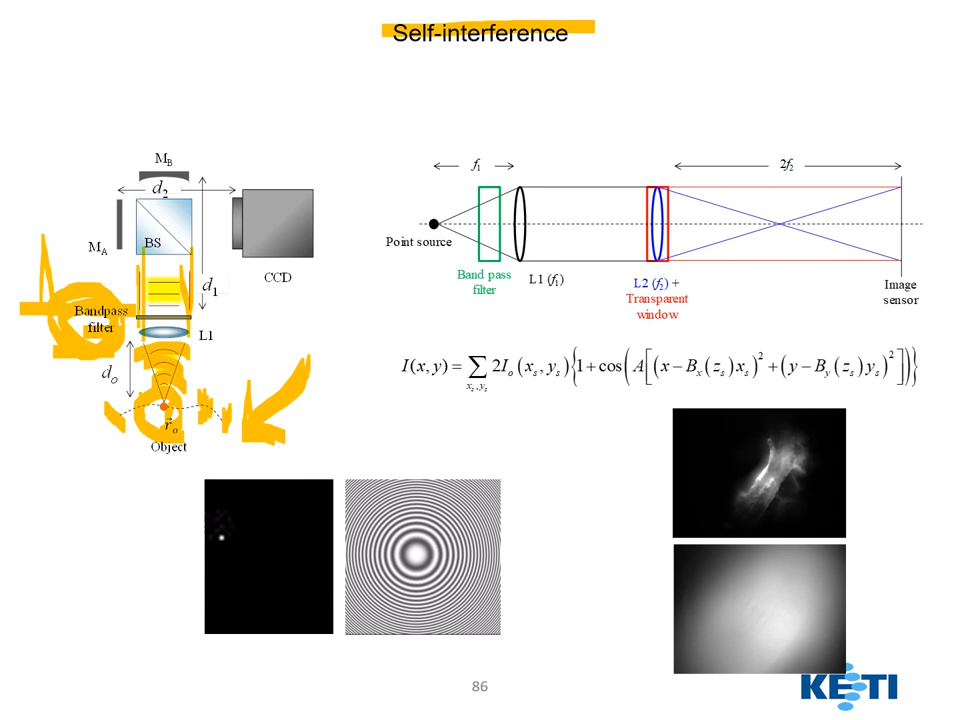 Self-interference
M_B
d_2
M_A
BS
CCD
d_1
Bandpass
filter
L1
d_o
r⃗_o
Object
f_1
2f_2
Point source
Band pass
filter
L1 (f_1)
L2 (f_2) +
Transparent
window
Image
sensor
I(x, y) = ∑_{x_s, y_s} 2I_o(x_s, y_s){1 + cos(A[(x − B_x(z_s)x_s)^2 + (y − B_y(z_s)y_s)^2])}
86
KETI